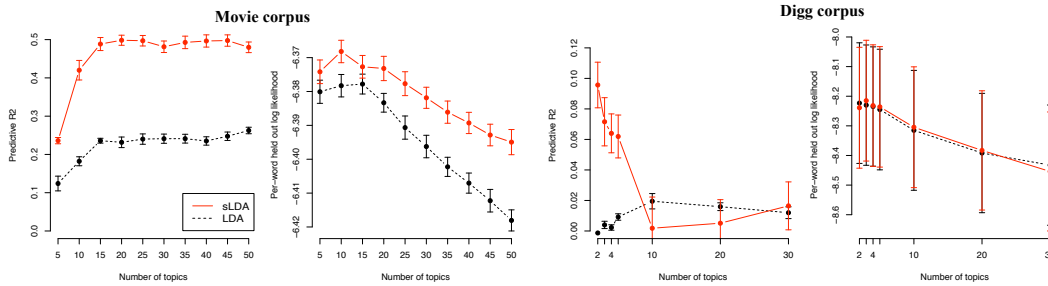 Movie corpus
Digg corpus
Predictive R2
0.0 0.1 0.2 0.3 0.4 0.5
5 10 15 20 25 30 35 40 45 50
Number of topics
sLDA
LDA
Per-word held out log likelihood
-6.42 -6.41 -6.40 -6.39 -6.38 -6.37
5 10 15 20 25 30 35 40 45 50
Number of topics
Predictive R2
0.00 0.02 0.04 0.06 0.08 0.10 0.12
2 4 10 20 30
Number of topics
Per-word held out log likelihood
-8.6 -8.5 -8.4 -8.3 -8.2 -8.1 -8.0
2 4 10 20
Number of topics